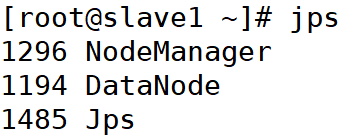 [root@slave1 ~]# jps
1296 NodeManager
1194 DataNode
1485 Jps